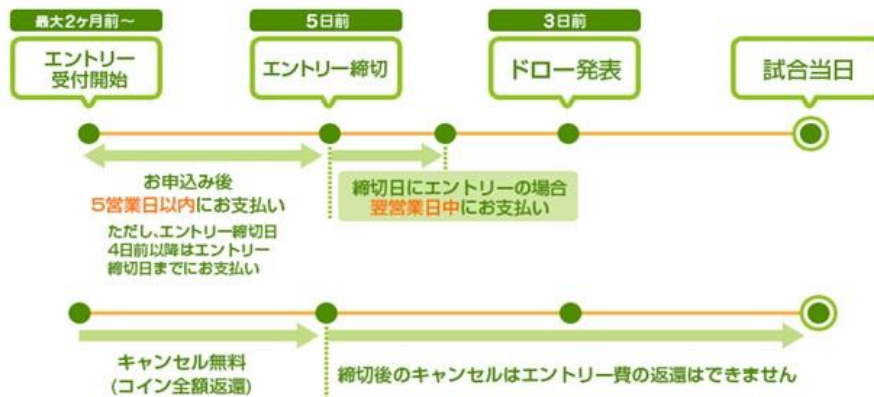 最大2ヶ月前～
エントリー
受付開始
5日前
エントリー締切
3日前
ドロー発表
試合当日
お申込み後
5営業日以内にお支払い
ただし、エントリー締切日
4日前以降はエントリー
締切日までにお支払い
締切日にエントリーの場合
翌営業日中にお支払い
キャンセル無料
(コイン全額返還)
締切後のキャンセルはエントリー費の返還はできません